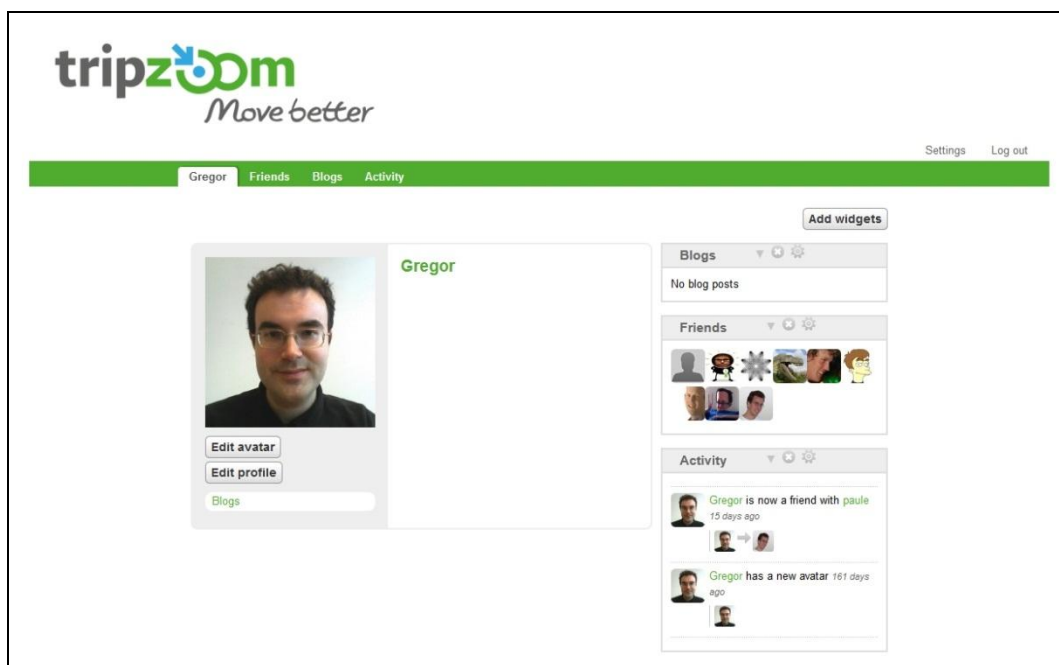 tripzoom
Move better
Settings Log out
Gregor Friends Blogs Activity
Add widgets
Gregor
Edit avatar
Edit profile
Blogs
Blogs
No blog posts
Friends
Activity
Gregor is now a friend with paule
15 days ago
Gregor has a new avatar 161 days
ago